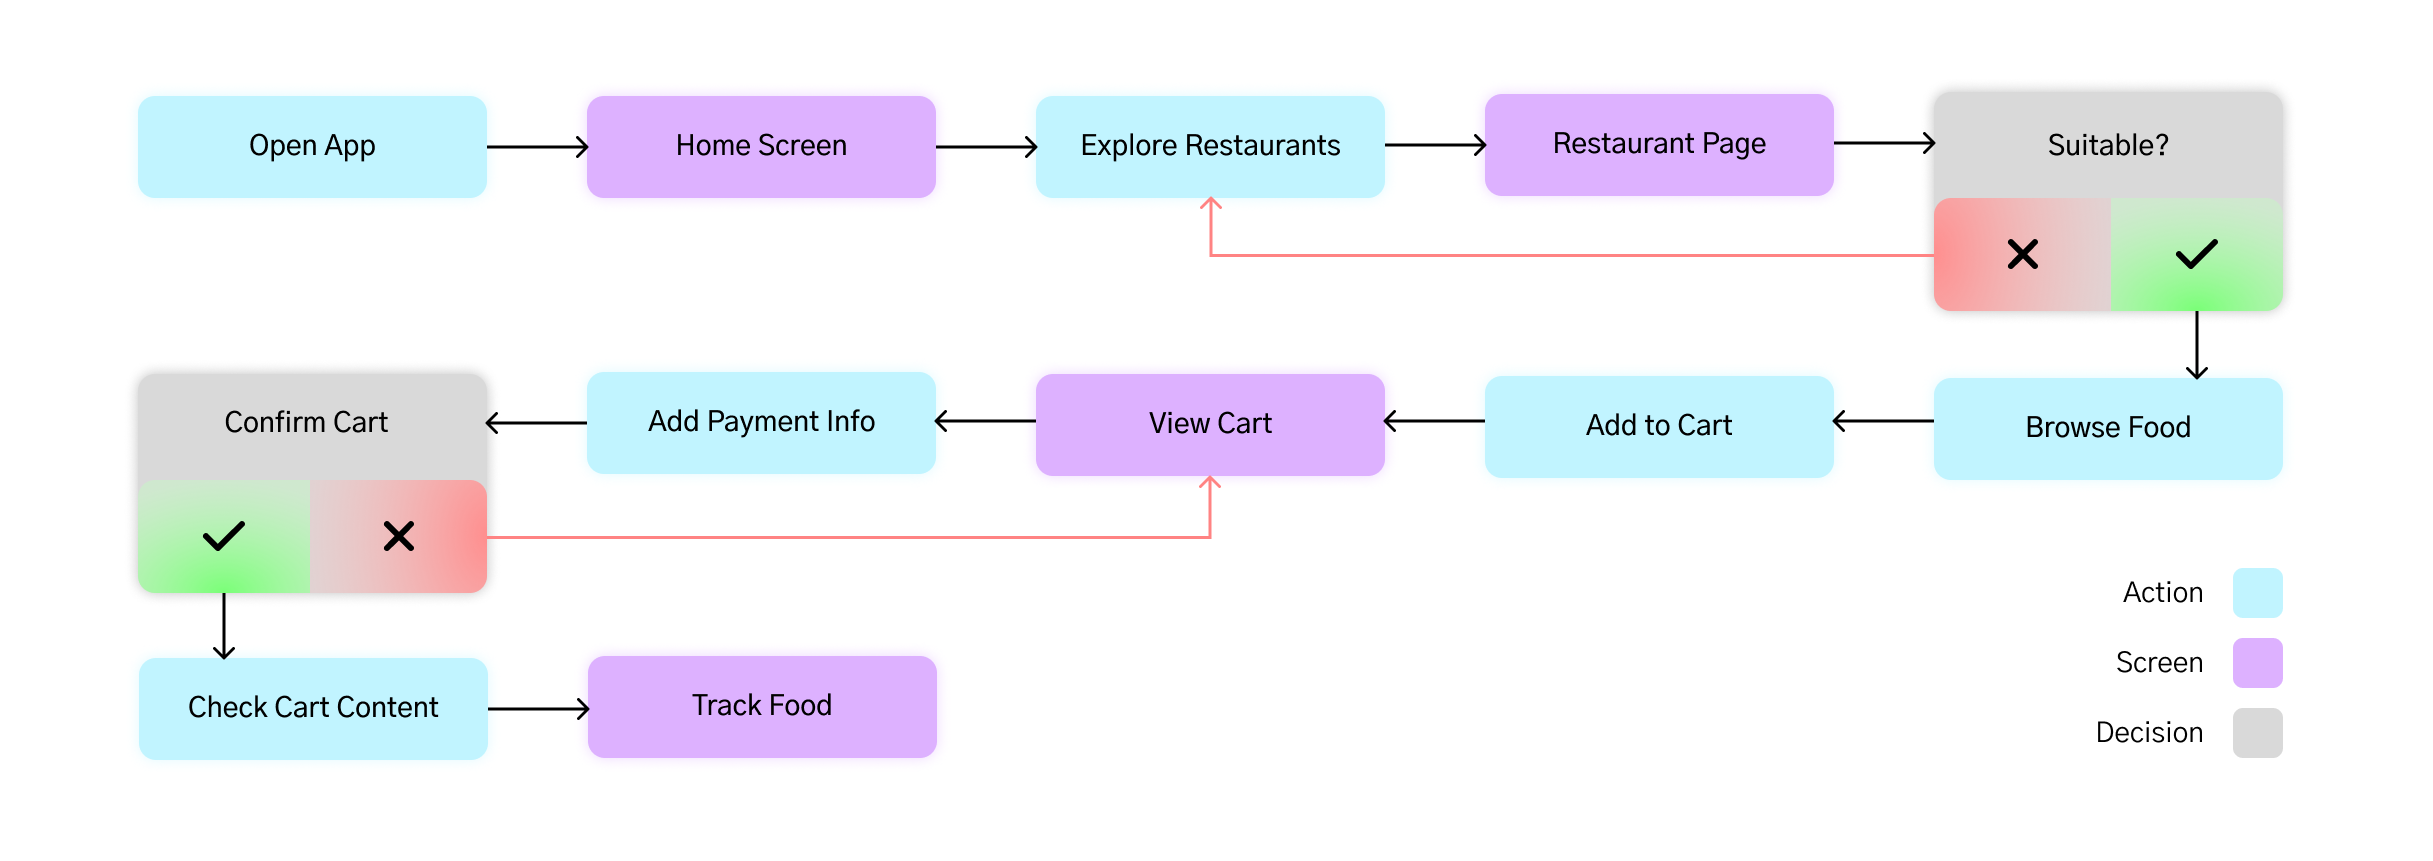 Open App
Home Screen
Explore Restaurants
Restaurant Page
Suitable?
Browse Food
Add to Cart
View Cart
Add Payment Info
Confirm Cart
Check Cart Content
Track Food
Action
Screen
Decision